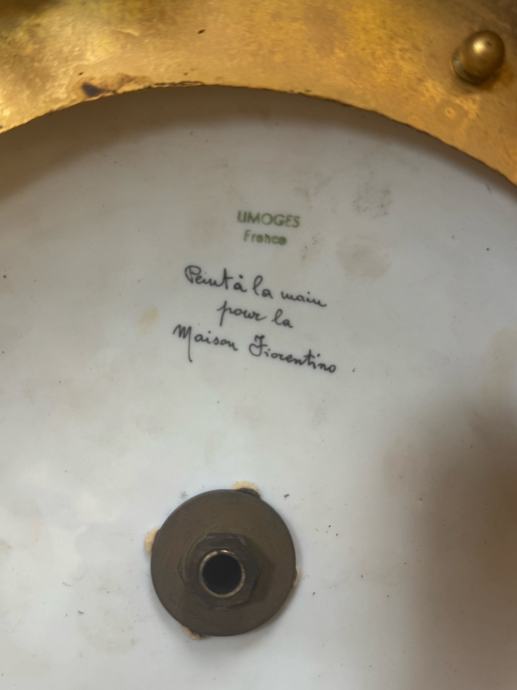 LIMOGES
France
Peint à la main
pour la
Maison Fiorentino